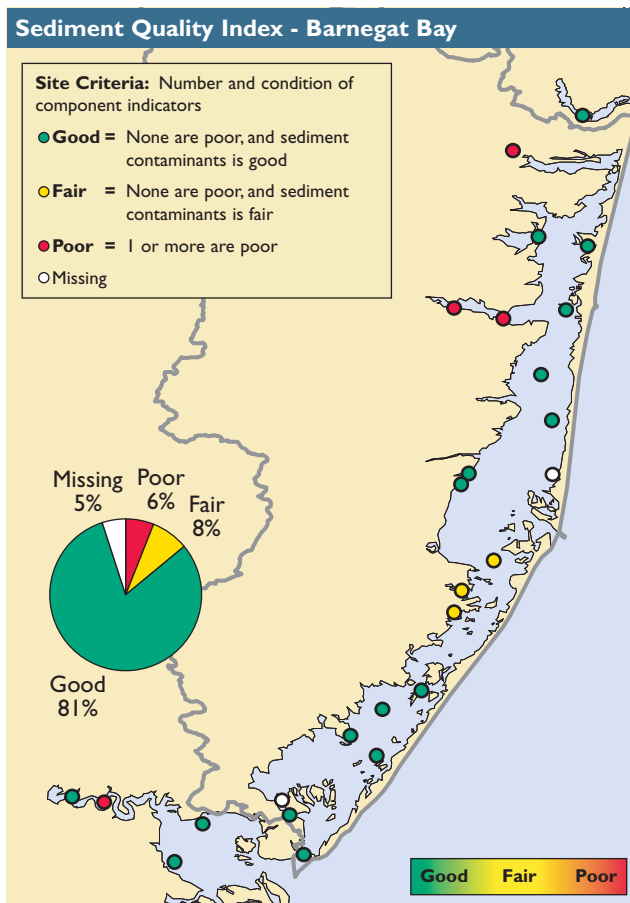 Sediment Quality Index - Barnegat Bay
Site Criteria: Number and condition of
component indicators
Good = None are poor, and sediment
contaminants is good
Fair = None are poor, and sediment
contaminants is fair
Poor = 1 or more are poor
Missing
Missing
5%
Poor
6%
Fair
8%
Good
81%
Good Fair Poor